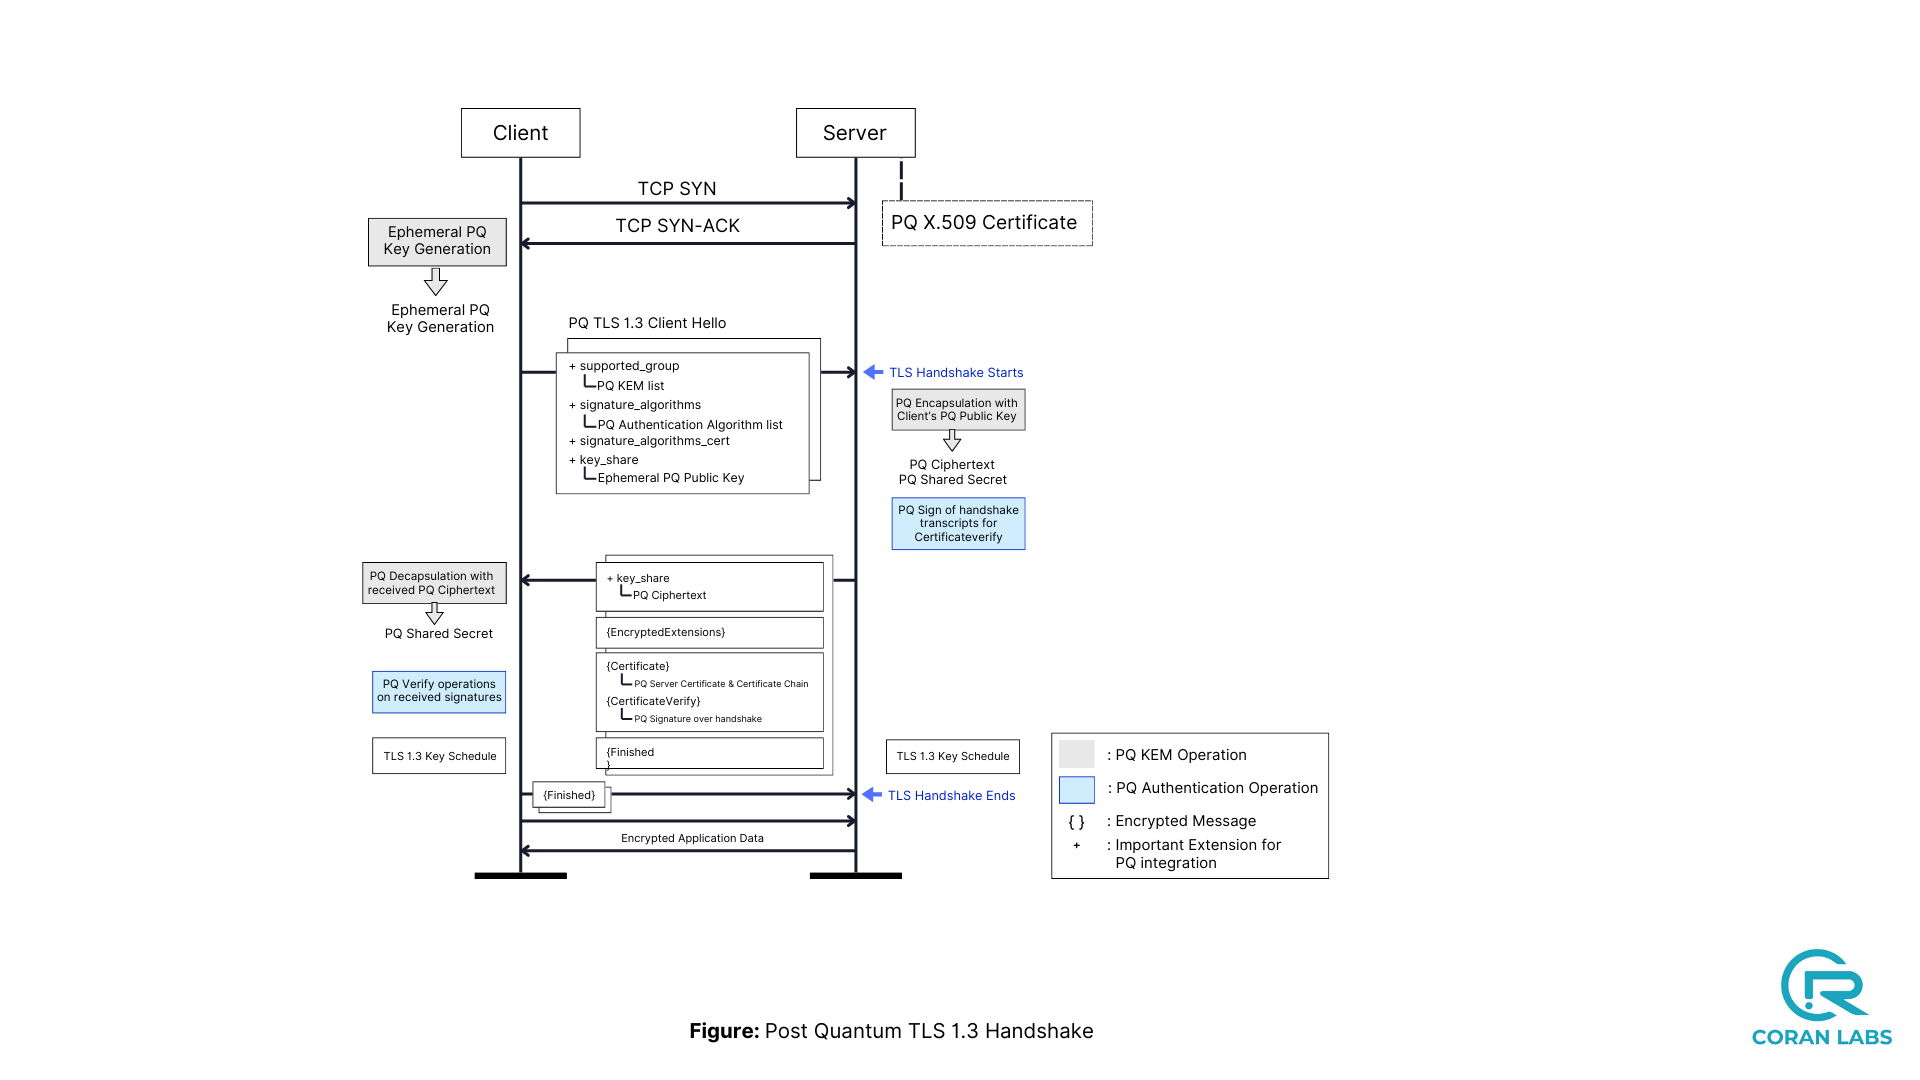 Client
Server
TCP SYN
TCP SYN-ACK
PQ X.509 Certificate
Ephemeral PQ
Key Generation
Ephemeral PQ
Key Generation
PQ TLS 1.3 Client Hello
+ supported_group
PQ KEM list
+ signature_algorithms
PQ Authentication Algorithm list
+ signature_algorithms_cert
+ key_share
Ephemeral PQ Public Key
TLS Handshake Starts
PQ Encapsulation with
Client's PQ Public Key
PQ Ciphertext
PQ Shared Secret
PQ Sign of handshake
transcripts for
Certificateverify
PQ Decapsulation with
received PQ Ciphertext
PQ Shared Secret
+ key_share
PQ Ciphertext
{EncryptedExtensions}
{Certificate}
PQ Server Certificate & Certificate Chain
{CertificateVerify}
PQ Signature over handshake
{Finished
}
PQ Verify operations
on received signatures
TLS 1.3 Key Schedule
TLS 1.3 Key Schedule
{Finished}
TLS Handshake Ends
Encrypted Application Data
: PQ KEM Operation
: PQ Authentication Operation
{ } : Encrypted Message
+ : Important Extension for
PQ integration
Figure: Post Quantum TLS 1.3 Handshake
CORAN LABS